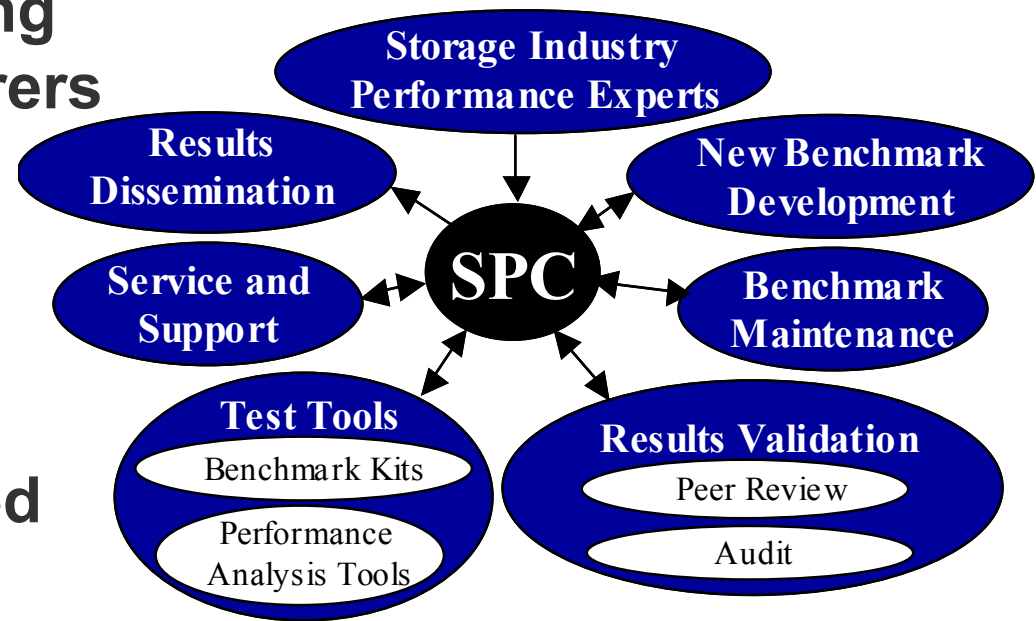 Storage Industry
Performance Experts
Results
Dissemination
New Benchmark
Development
SPC
Service and
Support
Benchmark
Maintenance
Test Tools
Benchmark Kits
Performance
Analysis Tools
Results Validation
Peer Review
Audit